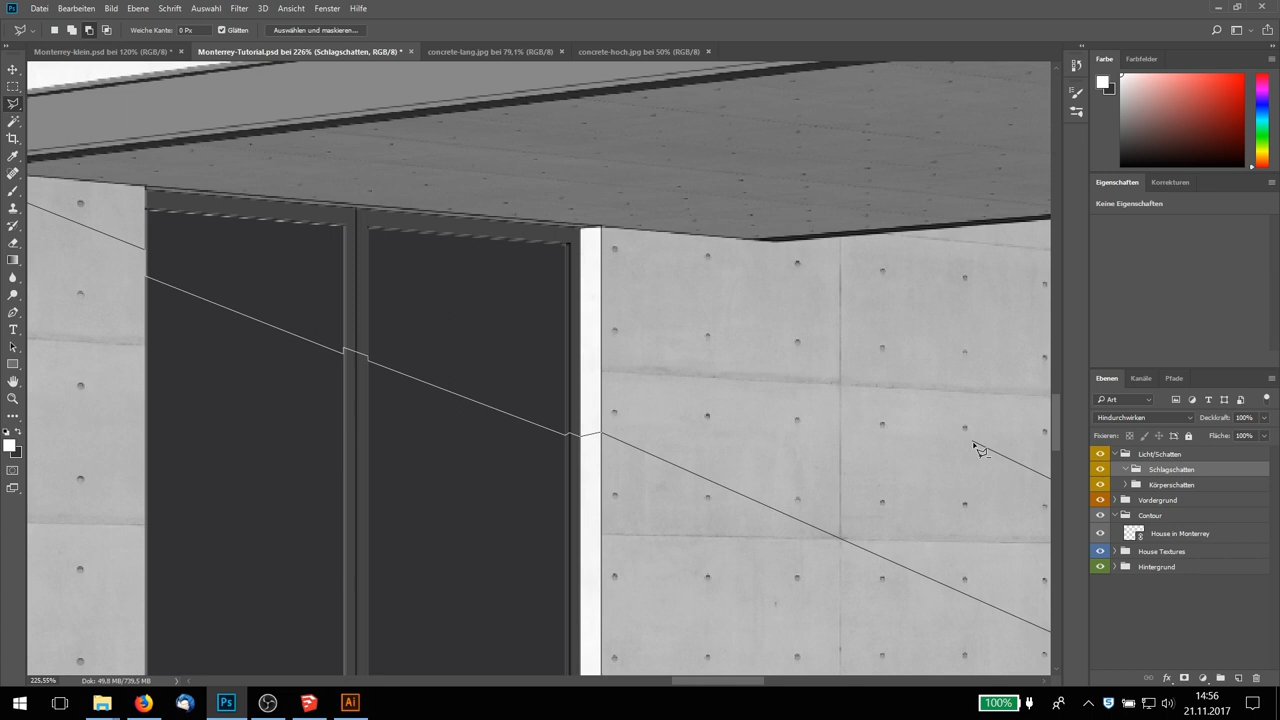 Datei Bearbeiten Bild Ebene Schrift Auswahl Filter 3D Ansicht Fenster Hilfe
Weiche Kante: 0 Px Glätten Auswählen und maskieren...
Monterrey-klein.psd bei 120% (RGB/8) * × Monterrey-Tutorial.psd bei 226% (Schlagschatten, RGB/8) * × concrete-lang.jpg bei 79,1% (RGB/8) × concrete-hoch.jpg bei 50% (RGB/8) ×
Farbe Farbfelder
Eigenschaften Korrekturen
Keine Eigenschaften
Ebenen Kanäle Pfade
Art
Hindurchwirken Deckkraft: 100%
Fixieren: Fläche: 100%
Licht/Schatten
Schlagschatten
Körperschatten
Vordergrund
Contour
House in Monterrey
House Textures
Hintergrund
225,55% Dok: 49,8 MB/739,5 MB
Ps Ai 100% 14:56
21.11.2017